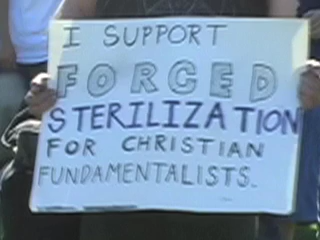 I SUPPORT
FORCED
STERILIZATION
FOR CHRISTIAN
FUNDAMENTALISTS.